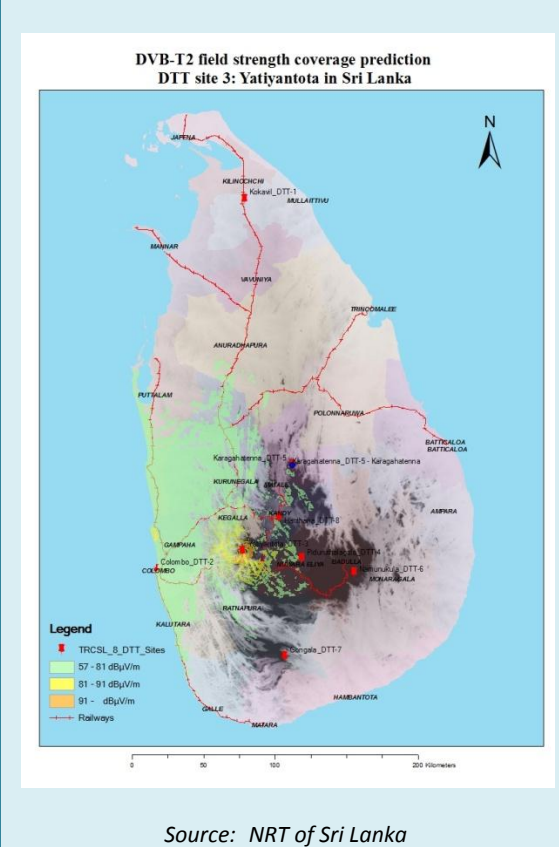 DVB-T2 field strength coverage prediction
DTT site 3: Yatiyantota in Sri Lanka
N
JAFFNA
KILINOCHCHI
Kokavil_DTT-1
MULLAITTIVU
MANNAR
VAVUNIYA
TRINCOMALEE
ANURADHAPURA
PUTTALAM
POLONNARUWA
BATTICALOA
BATTICALOA
Karagahatenna_DTT-5
Karagahatenna_DTT-5 - Karagahatenna
KURUNEGALA
AMPARA
KANDY
KEGALLA
GAMPAHA
Colombo_DTT-2
COLOMBO
BADULLA
MONARAGALA
RATNAPURA
KALUTARA
Gongala_DTT-7
HAMBANTOTA
GALLE
MATARA
Legend
TRCSL_8_DTT_Sites
57 - 81 dBµV/m
81 - 91 dBµV/m
91 - dBµV/m
Railways
0 50 100 200 Kilometers
Source: NRT of Sri Lanka